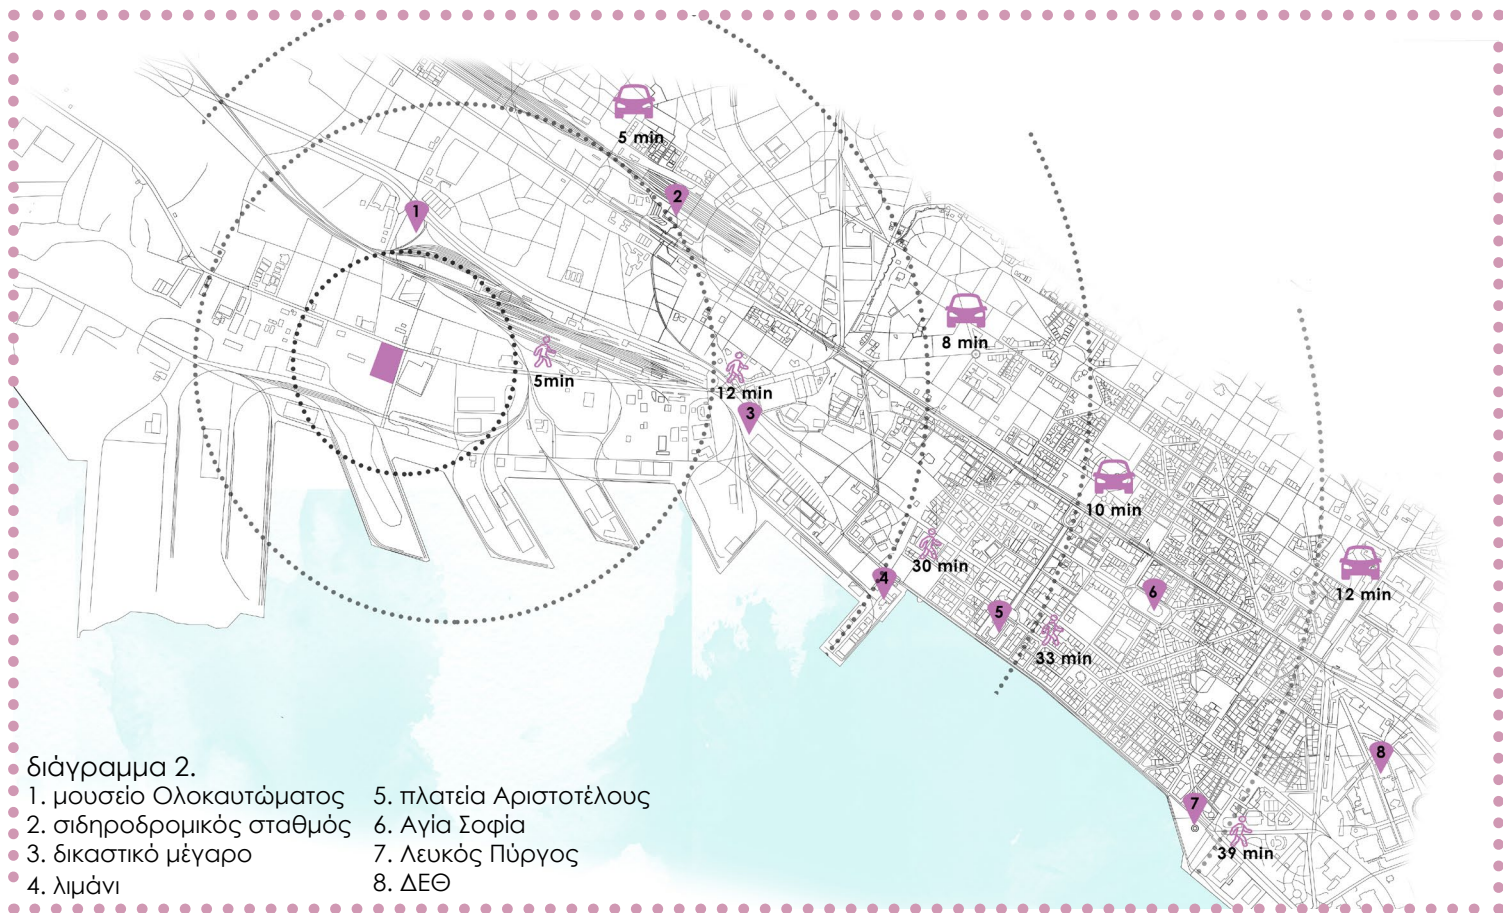 5 min
2
1
8 min
5min
12 min
3
10 min
30 min
4
5
6
12 min
33 min
8
7
39 min
διάγραμμα 2.
1. μουσείο Ολοκαυτώματος
2. σιδηροδρομικός σταθμός
3. δικαστικό μέγαρο
4. λιμάνι
5. πλατεία Αριστοτέλους
6. Αγία Σοφία
7. Λευκός Πύργος
8. ΔΕΘ